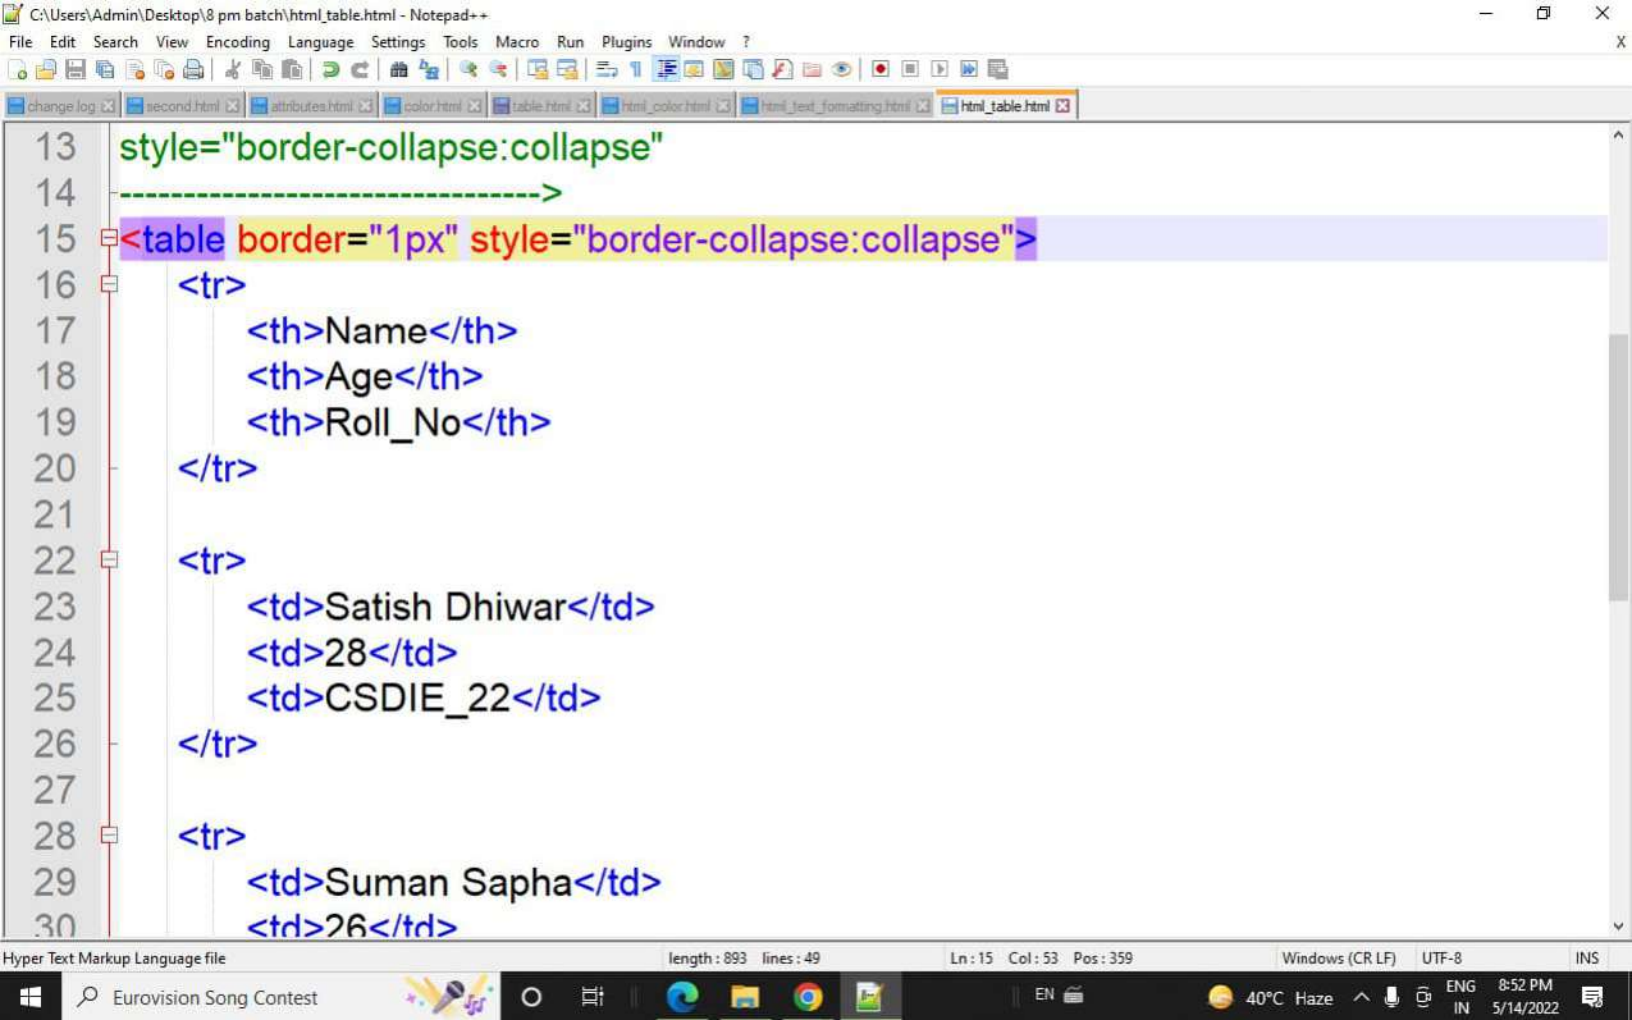 C:\Users\Admin\Desktop\8 pm batch\html_table.html - Notepad++
File Edit Search View Encoding Language Settings Tools Macro Run Plugins Window ?
X
change.log second.html attributes.html color.html table.html html_color.html html_text_formatting.html html_table.html
13 style="border-collapse:collapse"
14 --------------------------------->
15 <table border="1px" style="border-collapse:collapse">
16 <tr>
17 <th>Name</th>
18 <th>Age</th>
19 <th>Roll_No</th>
20 </tr>
21
22 <tr>
23 <td>Satish Dhiwar</td>
24 <td>28</td>
25 <td>CSDIE_22</td>
26 </tr>
27
28 <tr>
29 <td>Suman Sapha</td>
30 <td>26</td>
Hyper Text Markup Language file length : 893 lines : 49 Ln : 15 Col : 53 Pos : 359 Windows (CR LF) UTF-8 INS
Eurovision Song Contest EN 40°C Haze ENG IN 8:52 PM 5/14/2022